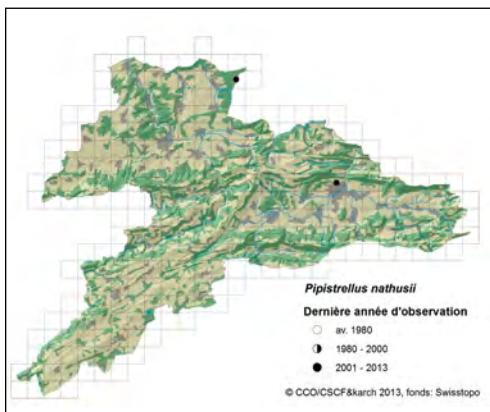 Pipistrellus nathusii
Dernière année d'observation
av. 1980
1980 - 2000
2001 - 2013
© CCO/CSCF&karch 2013, fonds: Swisstopo